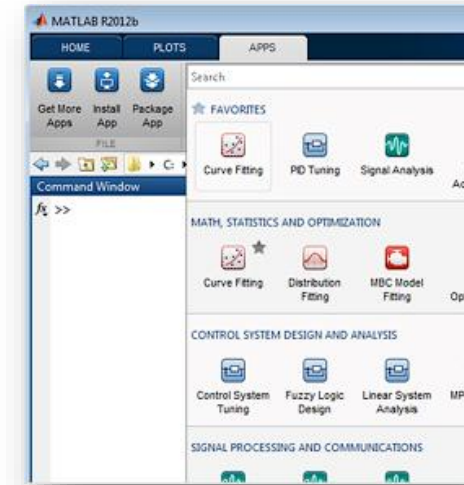 MATLAB R2012b
HOME PLOTS APPS
Search
Get More Apps
Install App
Package App
FILE
C:
Command Window
fx >>
FAVORITES
Curve Fitting
PID Tuning
Signal Analysis
MATH, STATISTICS AND OPTIMIZATION
Curve Fitting
Distribution Fitting
MBC Model Fitting
CONTROL SYSTEM DESIGN AND ANALYSIS
Control System Tuning
Fuzzy Logic Design
Linear System Analysis
SIGNAL PROCESSING AND COMMUNICATIONS